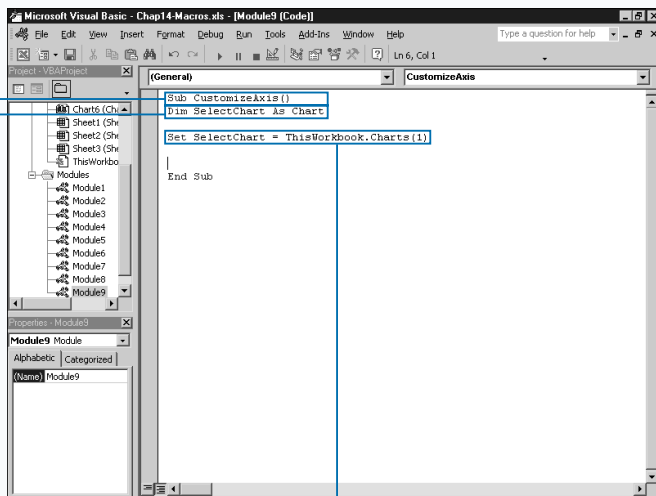 Microsoft Visual Basic - Chap14-Macros.xls - [Module9 (Code)]
File Edit View Insert Format Debug Run Tools Add-Ins Window Help
Type a question for help
Ln 6, Col 1
Project - VBAProject
(General)
CustomizeAxis
Chart6 (Cha
Sheet1 (She
Sheet2 (She
Sheet3 (She
ThisWorkbo
Modules
Module1
Module2
Module3
Module4
Module5
Module6
Module7
Module8
Module9
Properties - Module9
Module9 Module
Alphabetic
Categorized
(Name) Module9
Sub CustomizeAxis()
Dim SelectChart As Chart
Set SelectChart = ThisWorkbook.Charts(1)
End Sub